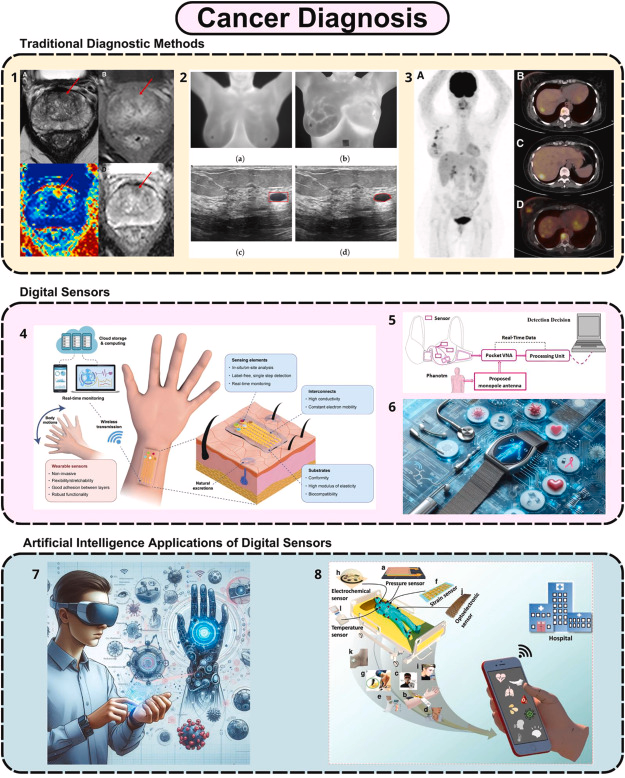 Cancer Diagnosis
Traditional Diagnostic Methods
1
A
B
D
2
(a)
(b)
(c)
(d)
3
A
B
C
D
Digital Sensors
4
Cloud storage
& computing
Real-time monitoring
Body
motions
Wireless
transmission
Wearable sensors
- Non invasive
- Flexibility/stretchability
- Good adhesion between layers
- Robust functionality
Sensing elements
- In-situ/on-site analysis
- Label-free, single step detection
- Real-time monitoring
Interconnects
- High conductivity
- Constant electron mobility
Natural
excretions
Substrates
- Conformity
- High modulus of elasticity
- Biocompatibility
5
Sensor
Detection Decision
Real-Time Data
Pocket VNA
Processing Unit
Phanolm
Proposed
monopole antenna
6
Artificial Intelligence Applications of Digital Sensors
7
8
h
Electrochemical
sensor
a
Pressure sensor
f
Strain sensor
Optoelectronic
sensor
Temperature
sensor
k
g
c
e
b
d
Hospital